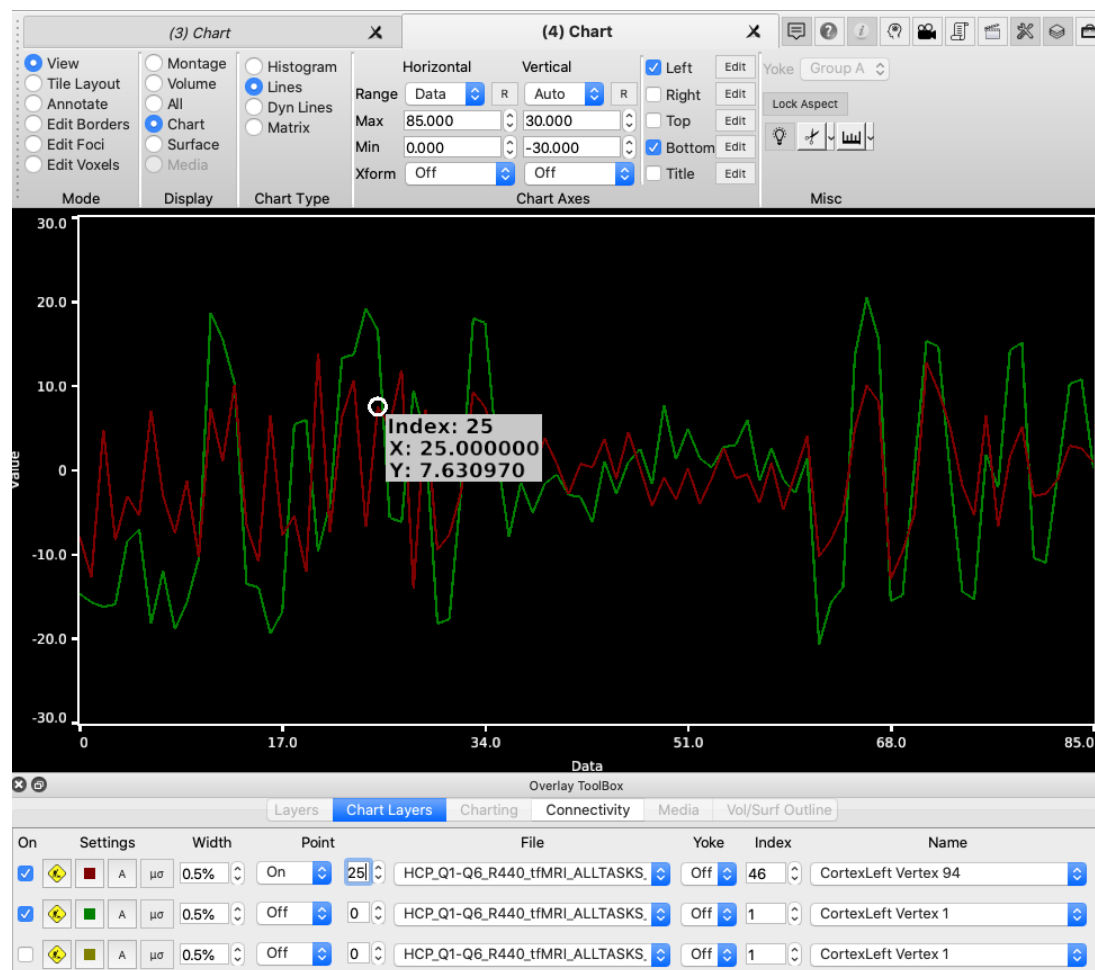 (3) Chart
(4) Chart
View
Tile Layout
Annotate
Edit Borders
Edit Foci
Edit Voxels
Mode
Montage
Volume
All
Chart
Surface
Media
Display
Histogram
Lines
Dyn Lines
Matrix
Chart Type
Horizontal Vertical
Range Data R Auto R
Max 85.000 30.000
Min 0.000 -30.000
Xform Off Off
Left Edit
Right Edit
Top Edit
Bottom Edit
Title Edit
Chart Axes
Yoke Group A
Lock Aspect
Misc
30.0
20.0
10.0
0
-10.0
-20.0
-30.0
Value
Index: 25
X: 25.000000
Y: 7.630970
0 17.0 34.0 51.0 68.0 85.0
Data
Overlay ToolBox
Layers Chart Layers Charting Connectivity Media Vol/Surf Outline
On Settings Width Point File Yoke Index Name
A μσ 0.5% On 25 HCP_Q1-Q6_R440_tfMRI_ALLTASKS_ Off 46 CortexLeft Vertex 94
A μσ 0.5% Off 0 HCP_Q1-Q6_R440_tfMRI_ALLTASKS_ Off 1 CortexLeft Vertex 1
A μσ 0.5% Off 0 HCP_Q1-Q6_R440_tfMRI_ALLTASKS_ Off 1 CortexLeft Vertex 1